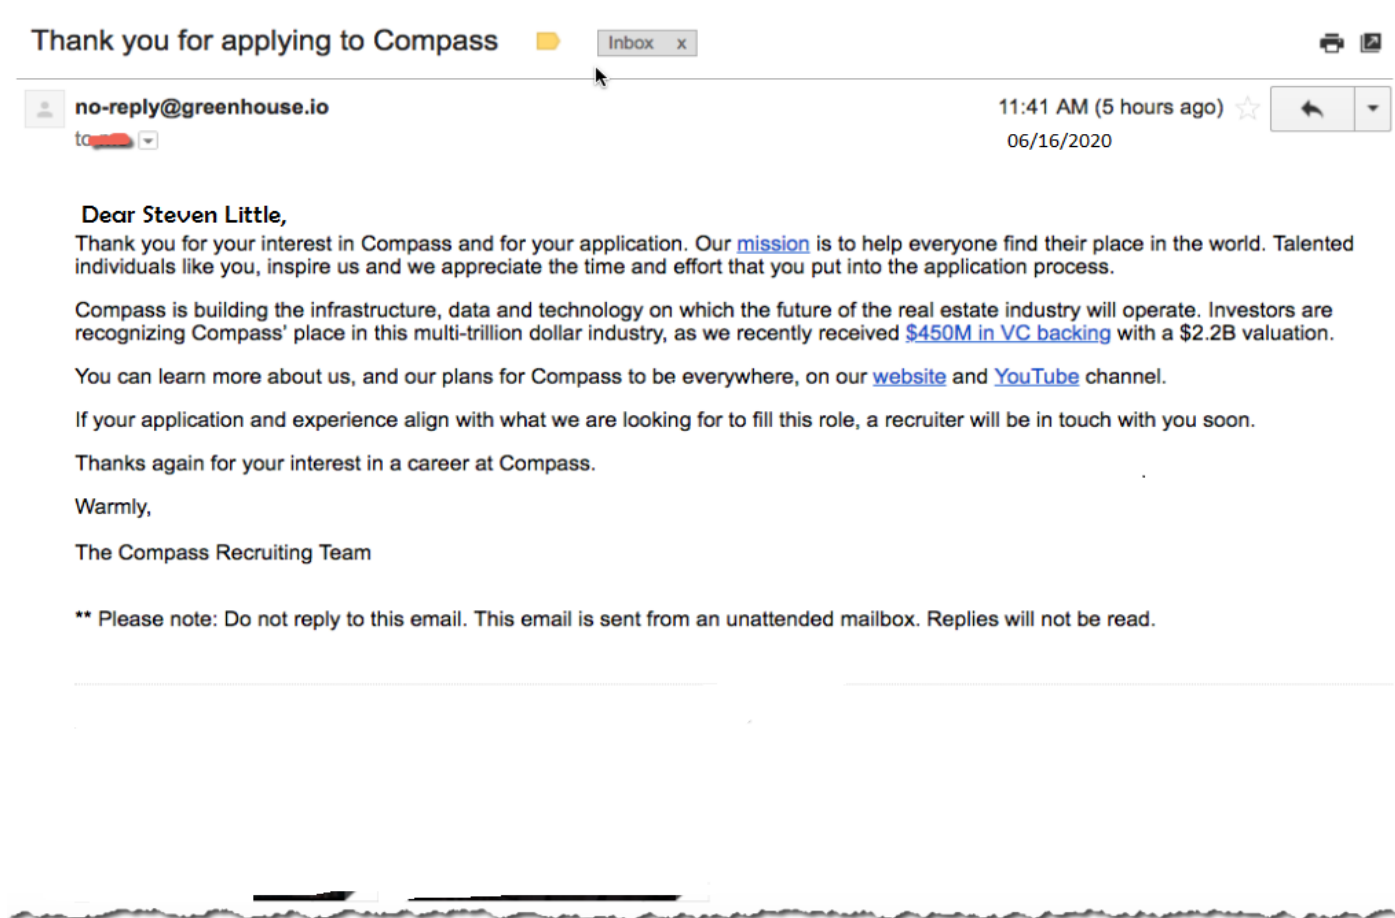 Thank you for applying to Compass Inbox x
no-reply@greenhouse.io 11:41 AM (5 hours ago)
to
06/16/2020
Dear Steven Little,
Thank you for your interest in Compass and for your application. Our mission is to help everyone find their place in the world. Talented
individuals like you, inspire us and we appreciate the time and effort that you put into the application process.
Compass is building the infrastructure, data and technology on which the future of the real estate industry will operate. Investors are
recognizing Compass' place in this multi-trillion dollar industry, as we recently received $450M in VC backing with a $2.2B valuation.
You can learn more about us, and our plans for Compass to be everywhere, on our website and YouTube channel.
If your application and experience align with what we are looking for to fill this role, a recruiter will be in touch with you soon.
Thanks again for your interest in a career at Compass.
Warmly,
The Compass Recruiting Team
** Please note: Do not reply to this email. This email is sent from an unattended mailbox. Replies will not be read.